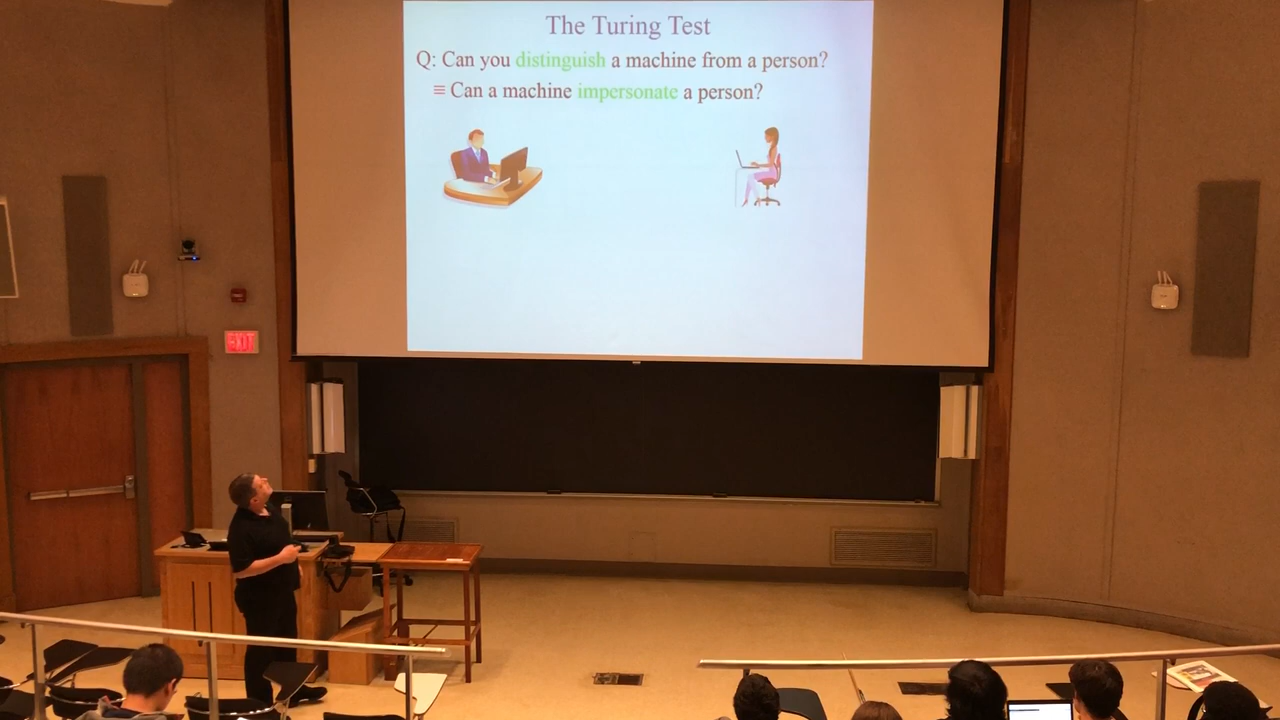 The Turing Test
Q: Can you distinguish a machine from a person?
≡ Can a machine impersonate a person?
EXIT